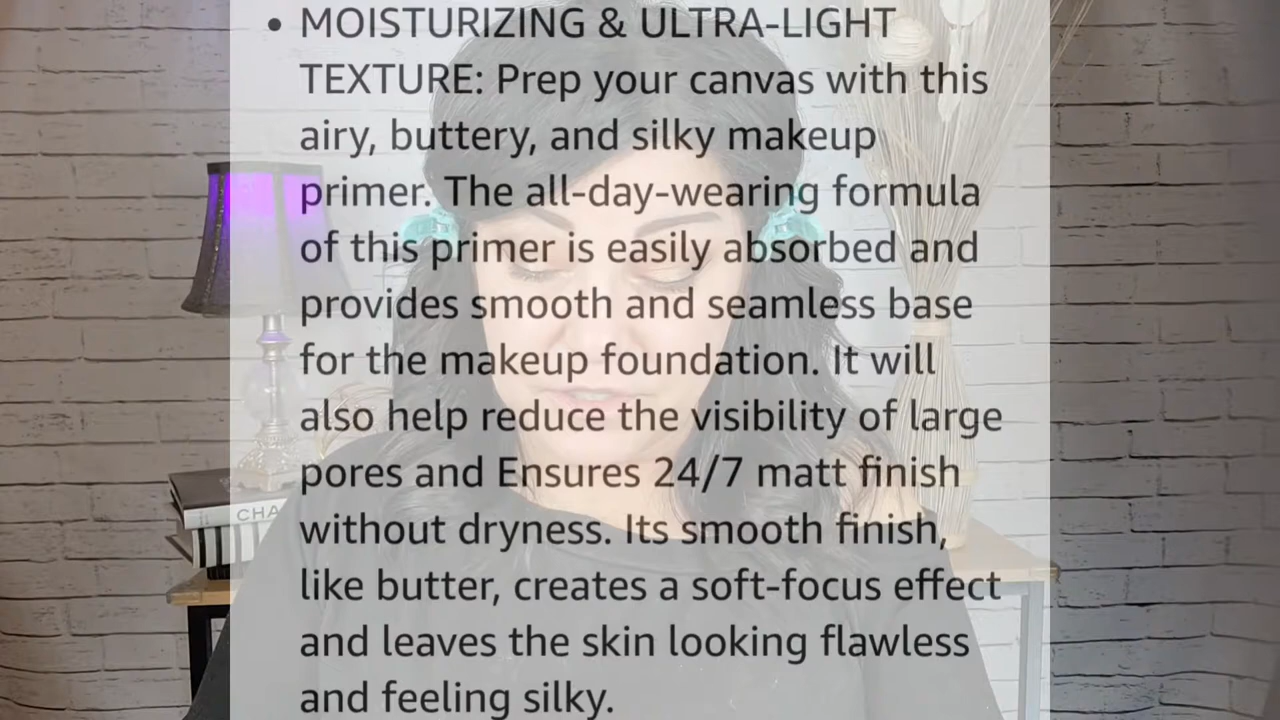 • MOISTURIZING & ULTRA-LIGHT
TEXTURE: Prep your canvas with this
airy, buttery, and silky makeup
primer. The all-day-wearing formula
of this primer is easily absorbed and
provides smooth and seamless base
for the makeup foundation. It will
also help reduce the visibility of large
pores and Ensures 24/7 matt finish
without dryness. Its smooth finish,
like butter, creates a soft-focus effect
and leaves the skin looking flawless
and feeling silky.
CHA